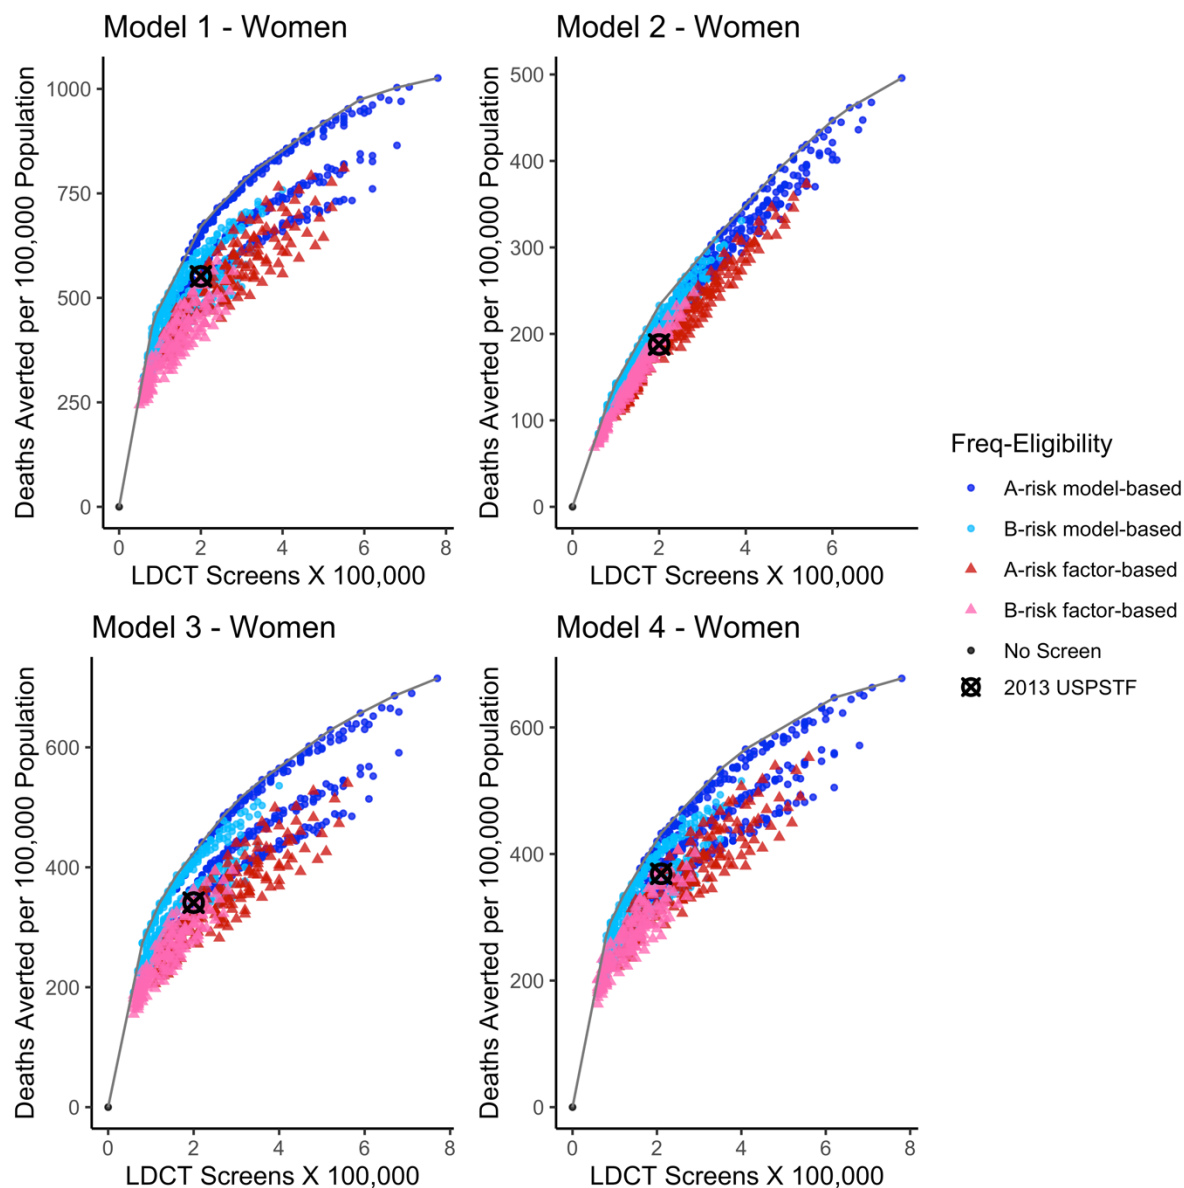 Model 1 - Women
Deaths Averted per 100,000 Population
1000
750
500
250
0
0 2 4 6 8
LDCT Screens X 100,000
Model 2 - Women
Deaths Averted per 100,000 Population
500
400
300
200
100
0
0 2 4 6
LDCT Screens X 100,000
Model 3 - Women
Deaths Averted per 100,000 Population
600
400
200
0
0 2 4 6 8
LDCT Screens X 100,000
Model 4 - Women
Deaths Averted per 100,000 Population
600
400
200
0
0 2 4 6 8
LDCT Screens X 100,000
Freq-Eligibility
A-risk model-based
B-risk model-based
A-risk factor-based
B-risk factor-based
No Screen
2013 USPSTF